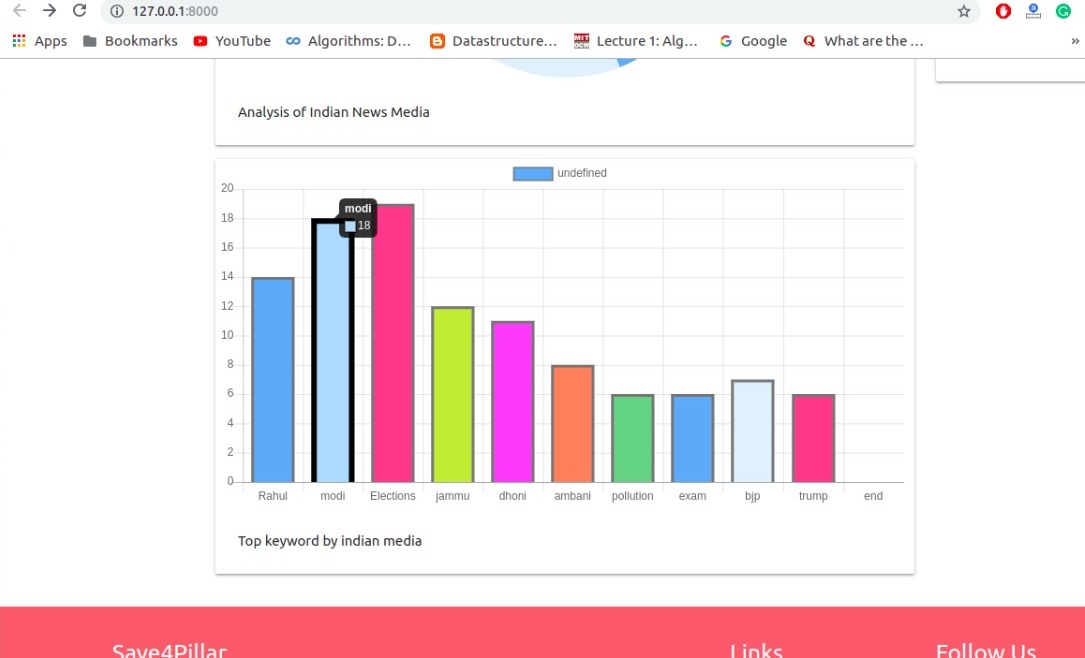 127.0.0.1:8000
Apps Bookmarks YouTube Algorithms: D... Datastructure... Lecture 1: Alg... Google What are the ... »
Analysis of Indian News Media
undefined
20
18
16
14
12
10
8
6
4
2
0
modi
18
Rahul modi Elections jammu dhoni ambani pollution exam bjp trump end
Top keyword by indian media
Save4Pillar Links Follow Us